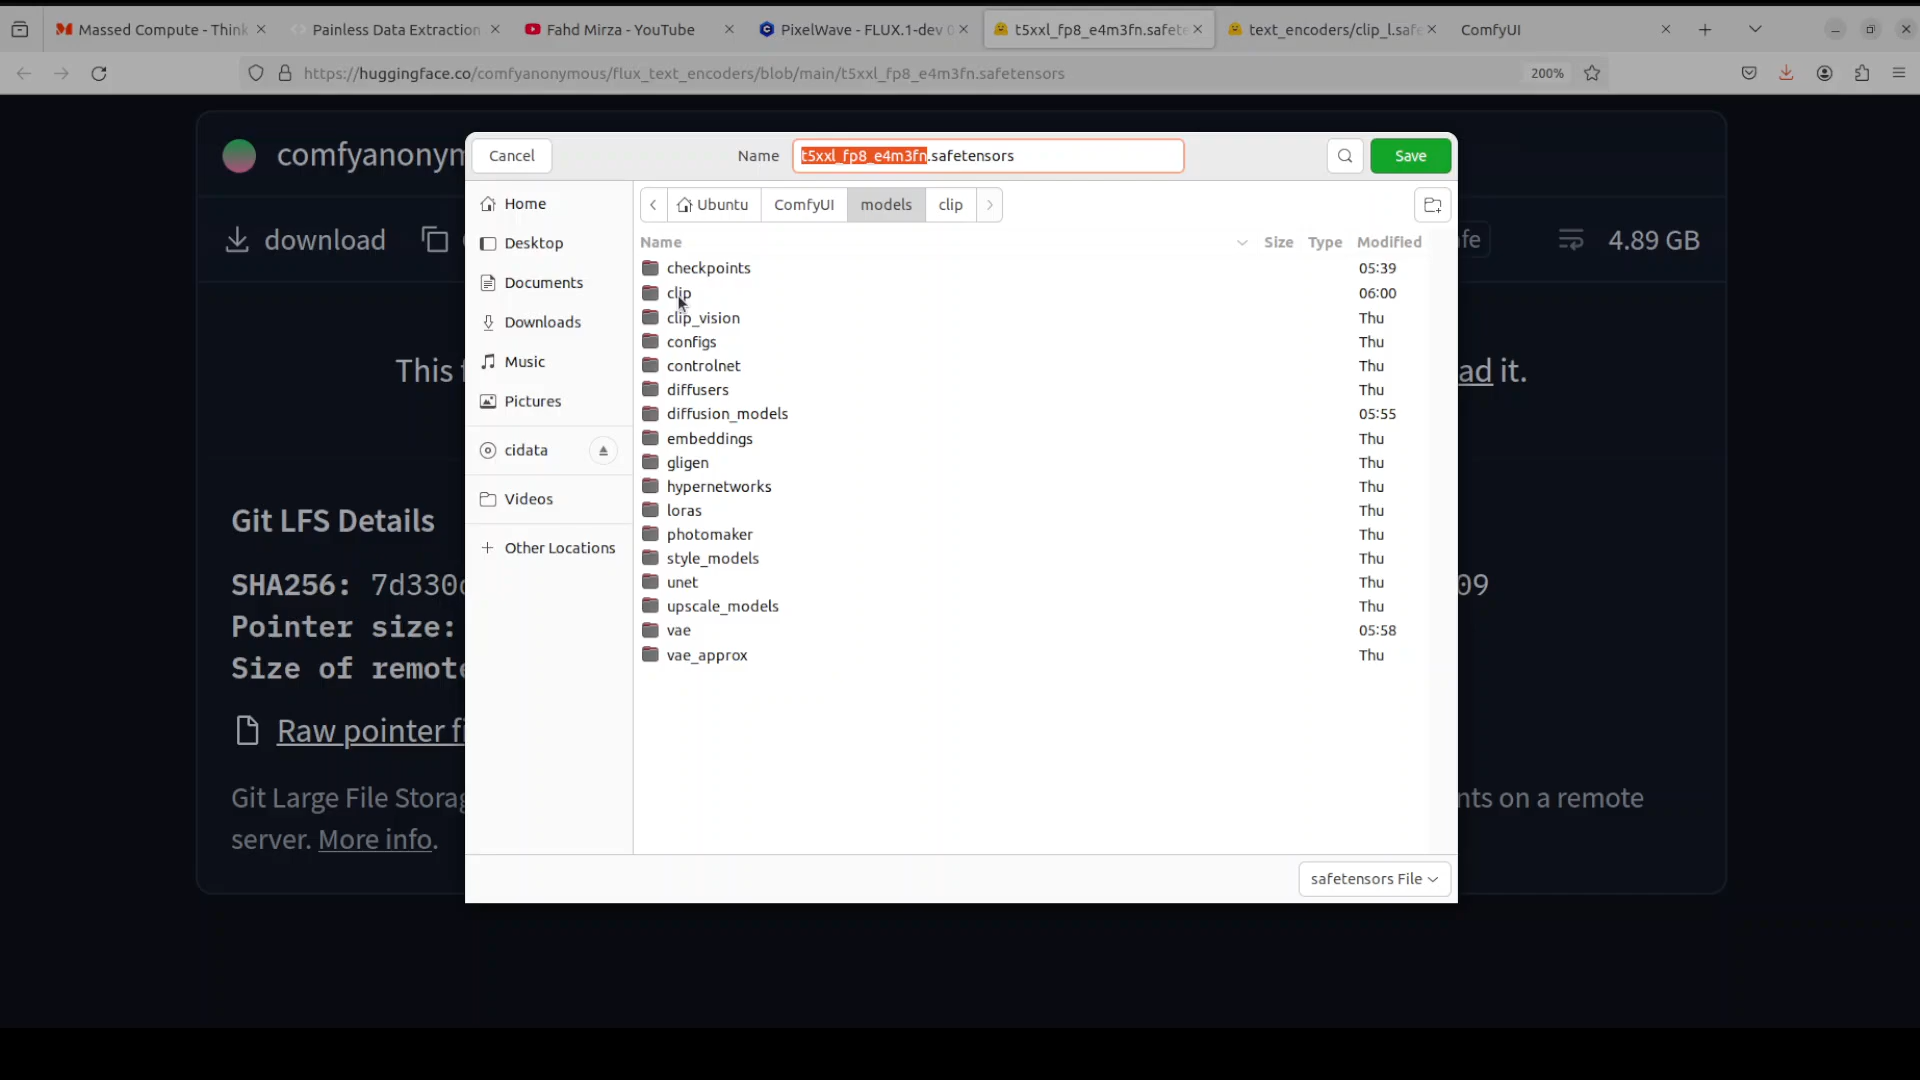 Massed Compute - Think
Painless Data Extraction
Fahd Mirza - YouTube
PixelWave - FLUX.1-dev 0
t5xxl_fp8_e4m3fn.safete
text_encoders/clip_l.safe
ComfyUI
https://huggingface.co/comfyanonymous/flux_text_encoders/blob/main/t5xxl_fp8_e4m3fn.safetensors
200%
comfyanonym
Cancel
Name
t5xxl_fp8_e4m3fn.safetensors
Save
download
Home
Desktop
Documents
Downloads
Music
Pictures
cidata
Videos
+ Other Locations
Ubuntu
ComfyUI
models
clip
Name Size Type Modified
checkpoints 05:39
clip 06:00
clip_vision Thu
configs Thu
controlnet Thu
diffusers Thu
diffusion_models 05:55
embeddings Thu
gligen Thu
hypernetworks Thu
loras Thu
photomaker Thu
style_models Thu
unet Thu
upscale_models Thu
vae 05:58
vae_approx Thu
safetensors File
fe
4.89 GB
This
ad it.
Git LFS Details
SHA256: 7d330
09
Pointer size:
Size of remot
Raw pointer fi
Git Large File Storag
nts on a remote
server. More info.